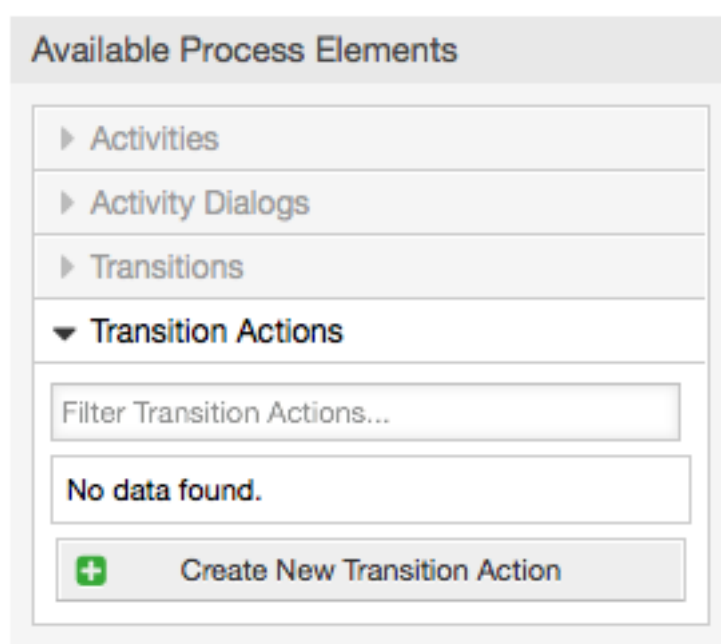 Available Process Elements
Activities
Activity Dialogs
Transitions
Transition Actions
Filter Transition Actions...
No data found.
Create New Transition Action